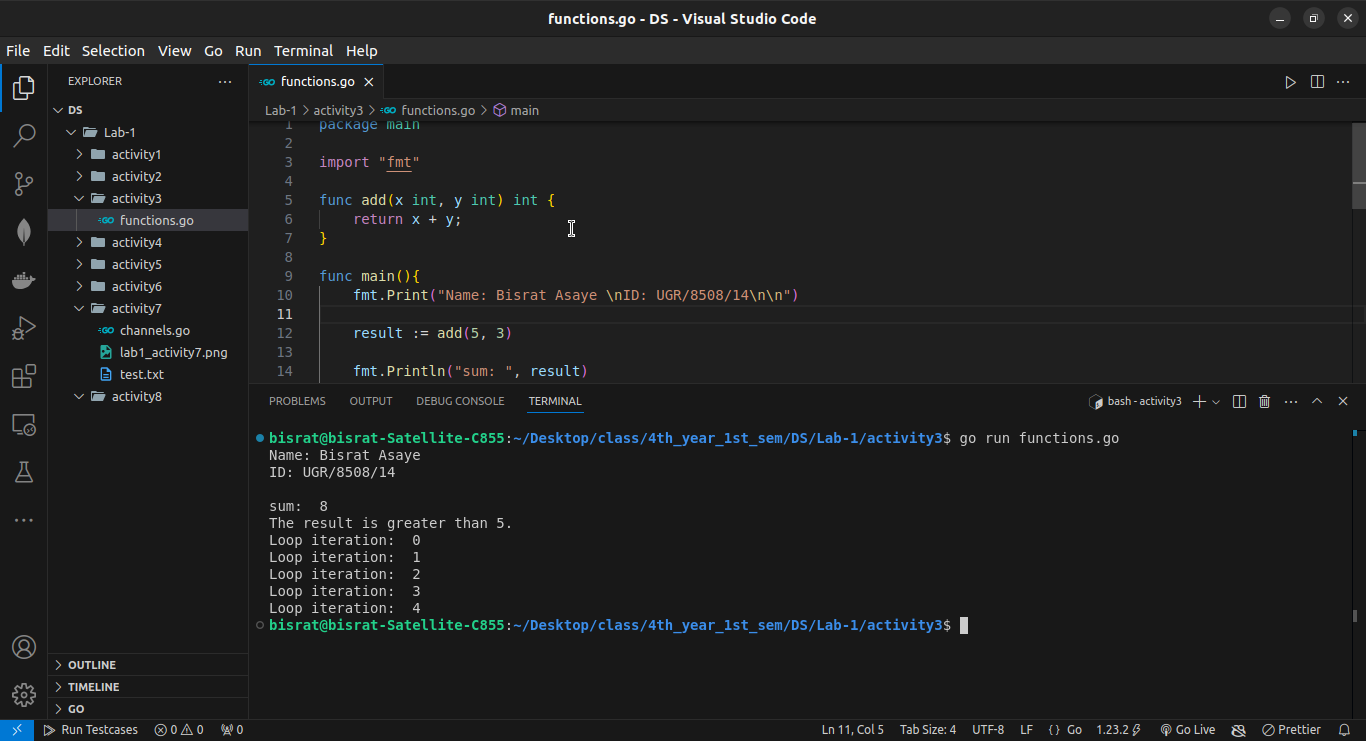 functions.go - DS - Visual Studio Code
File Edit Selection View Go Run Terminal Help
EXPLORER
DS
Lab-1
activity1
activity2
activity3
functions.go
activity4
activity5
activity6
activity7
channels.go
lab1_activity7.png
test.txt
activity8
OUTLINE
TIMELINE
GO
functions.go
Lab-1 > activity3 > functions.go > main
1 package main
2
3 import "fmt"
4
5 func add(x int, y int) int {
6 return x + y;
7 }
8
9 func main(){
10 fmt.Print("Name: Bisrat Asaye \nID: UGR/8508/14\n\n")
11
12 result := add(5, 3)
13
14 fmt.Println("sum: ", result)
PROBLEMS OUTPUT DEBUG CONSOLE TERMINAL
bash - activity3
bisrat@bisrat-Satellite-C855:~/Desktop/class/4th_year_1st_sem/DS/Lab-1/activity3$ go run functions.go
Name: Bisrat Asaye
ID: UGR/8508/14
sum:  8
The result is greater than 5.
Loop iteration:  0
Loop iteration:  1
Loop iteration:  2
Loop iteration:  3
Loop iteration:  4
bisrat@bisrat-Satellite-C855:~/Desktop/class/4th_year_1st_sem/DS/Lab-1/activity3$
Run Testcases 0 0 0 Ln 11, Col 5 Tab Size: 4 UTF-8 LF {} Go 1.23.2 Go Live Prettier